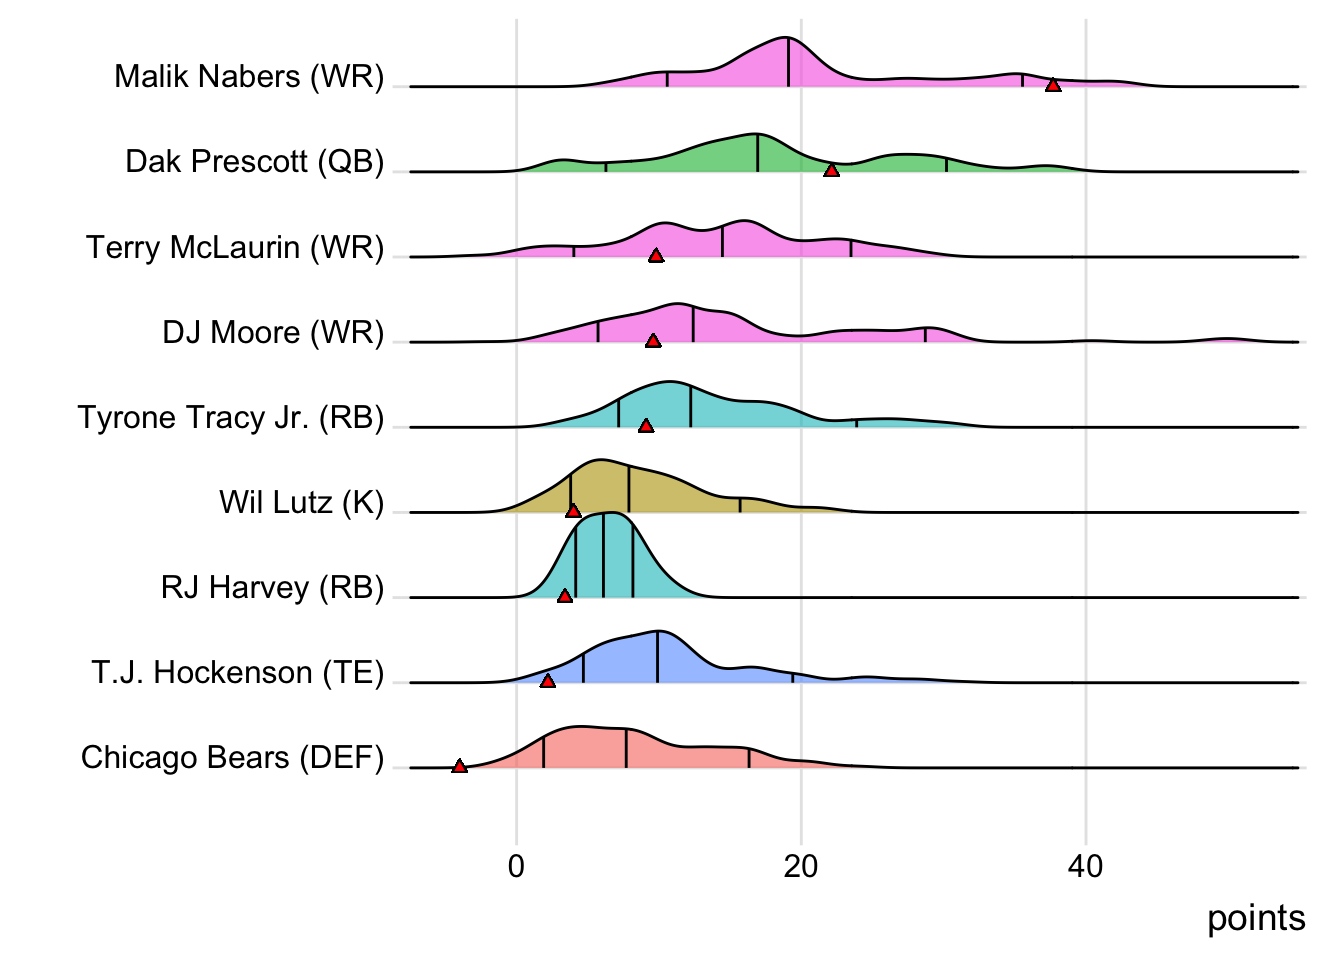 Malik Nabers (WR)
Dak Prescott (QB)
Terry McLaurin (WR)
DJ Moore (WR)
Tyrone Tracy Jr. (RB)
Wil Lutz (K)
RJ Harvey (RB)
T.J. Hockenson (TE)
Chicago Bears (DEF)
0 20 40
points